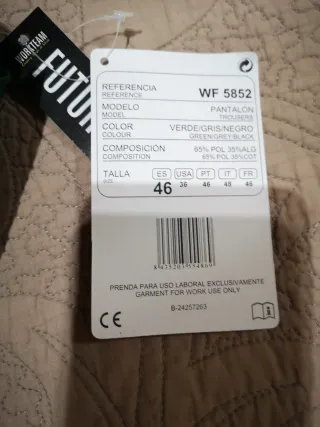 WORKTEAM
FUTU
REFERENCIA
REFERENCE
WF 5852
MODELO
MODEL
PANTALÓN
TROUSERS
COLOR
COLOUR
VERDE/GRIS/NEGRO
GREEN/GREY/BLACK
COMPOSICIÓN
COMPOSITION
65% POL 35%ALG
65% POL 35%COT
TALLA
SIZE
ES USA PT IT FR
46 36 46 48 46
PRENDA PARA USO LABORAL EXCLUSIVAMENTE
GARMENT FOR WORK USE ONLY
B-24257263
CE